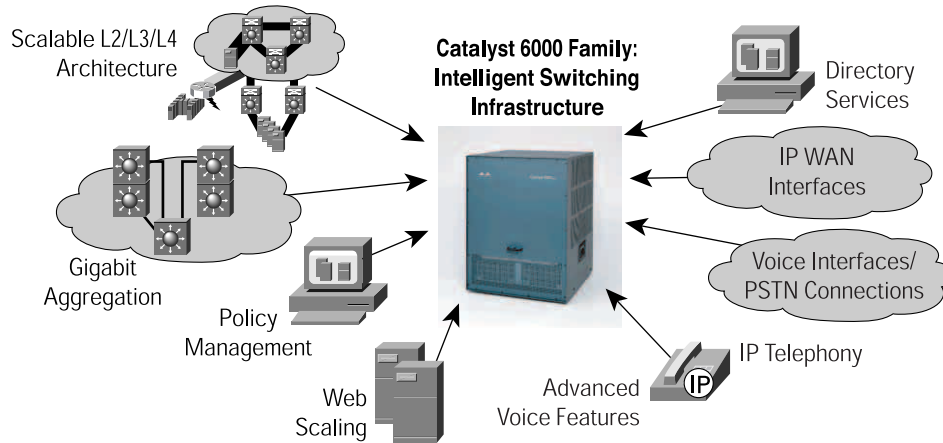 Scalable L2/L3/L4
Architecture
Catalyst 6000 Family:
Intelligent Switching
Infrastructure
Directory
Services
IP WAN
Interfaces
Gigabit
Aggregation
Voice Interfaces/
PSTN Connections
Policy
Management
Web
Scaling
Advanced
Voice Features
IP
IP Telephony